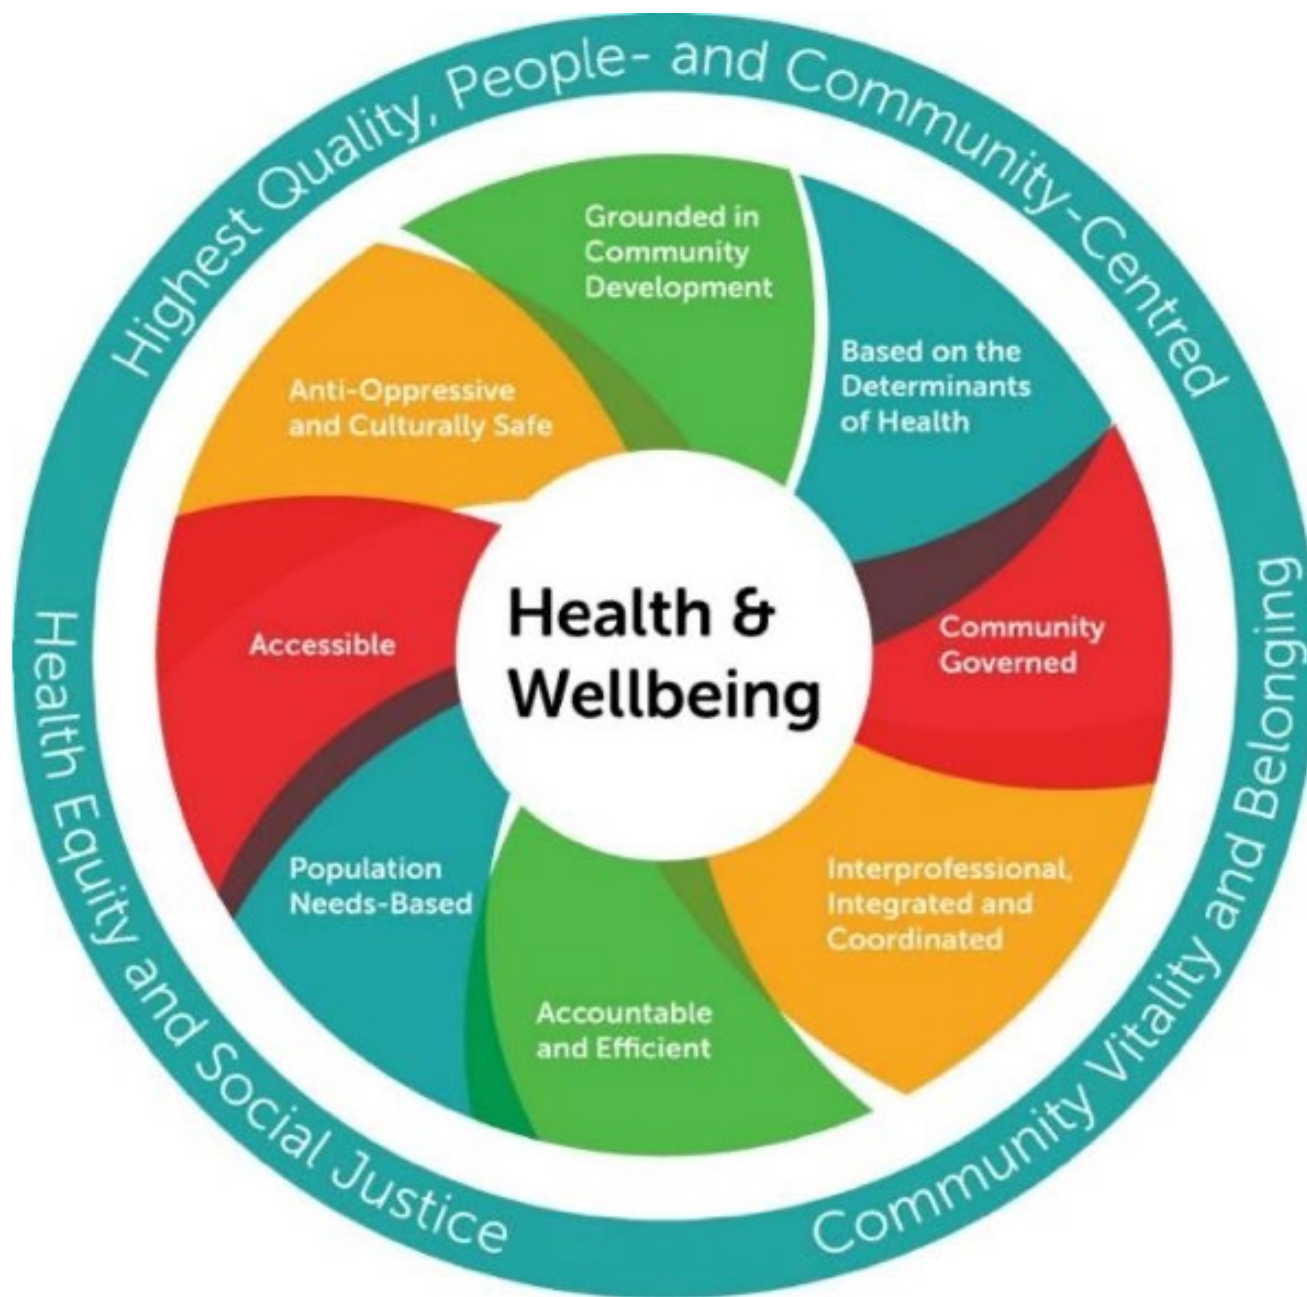 Highest Quality, People- and Community-Centred
Grounded in
Community
Development
Based on the
Determinants
of Health
Anti-Oppressive
and Culturally Safe
Accessible
Health &
Wellbeing
Community
Governed
Population
Needs-Based
Interprofessional,
Integrated and
Coordinated
Accountable
and Efficient
Health Equity and Social Justice
Community Vitality and Belonging